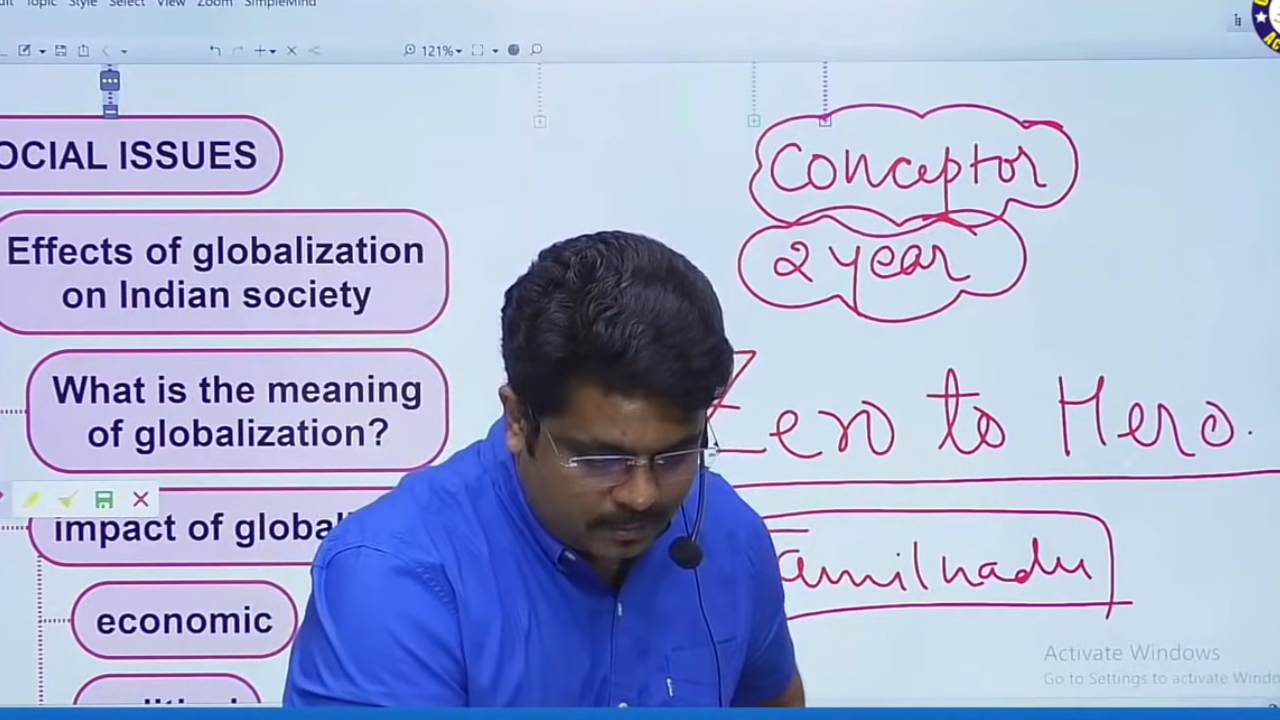 Topic Style Select View Zoom SimpleMind
121%
OCIAL ISSUES
Effects of globalization
on Indian society
What is the meaning
of globalization?
impact of globa
economic
Conceptor
2 year
Zero to Hero.
Tamilnadu
Activate Windows
Go to Settings to activate Windo